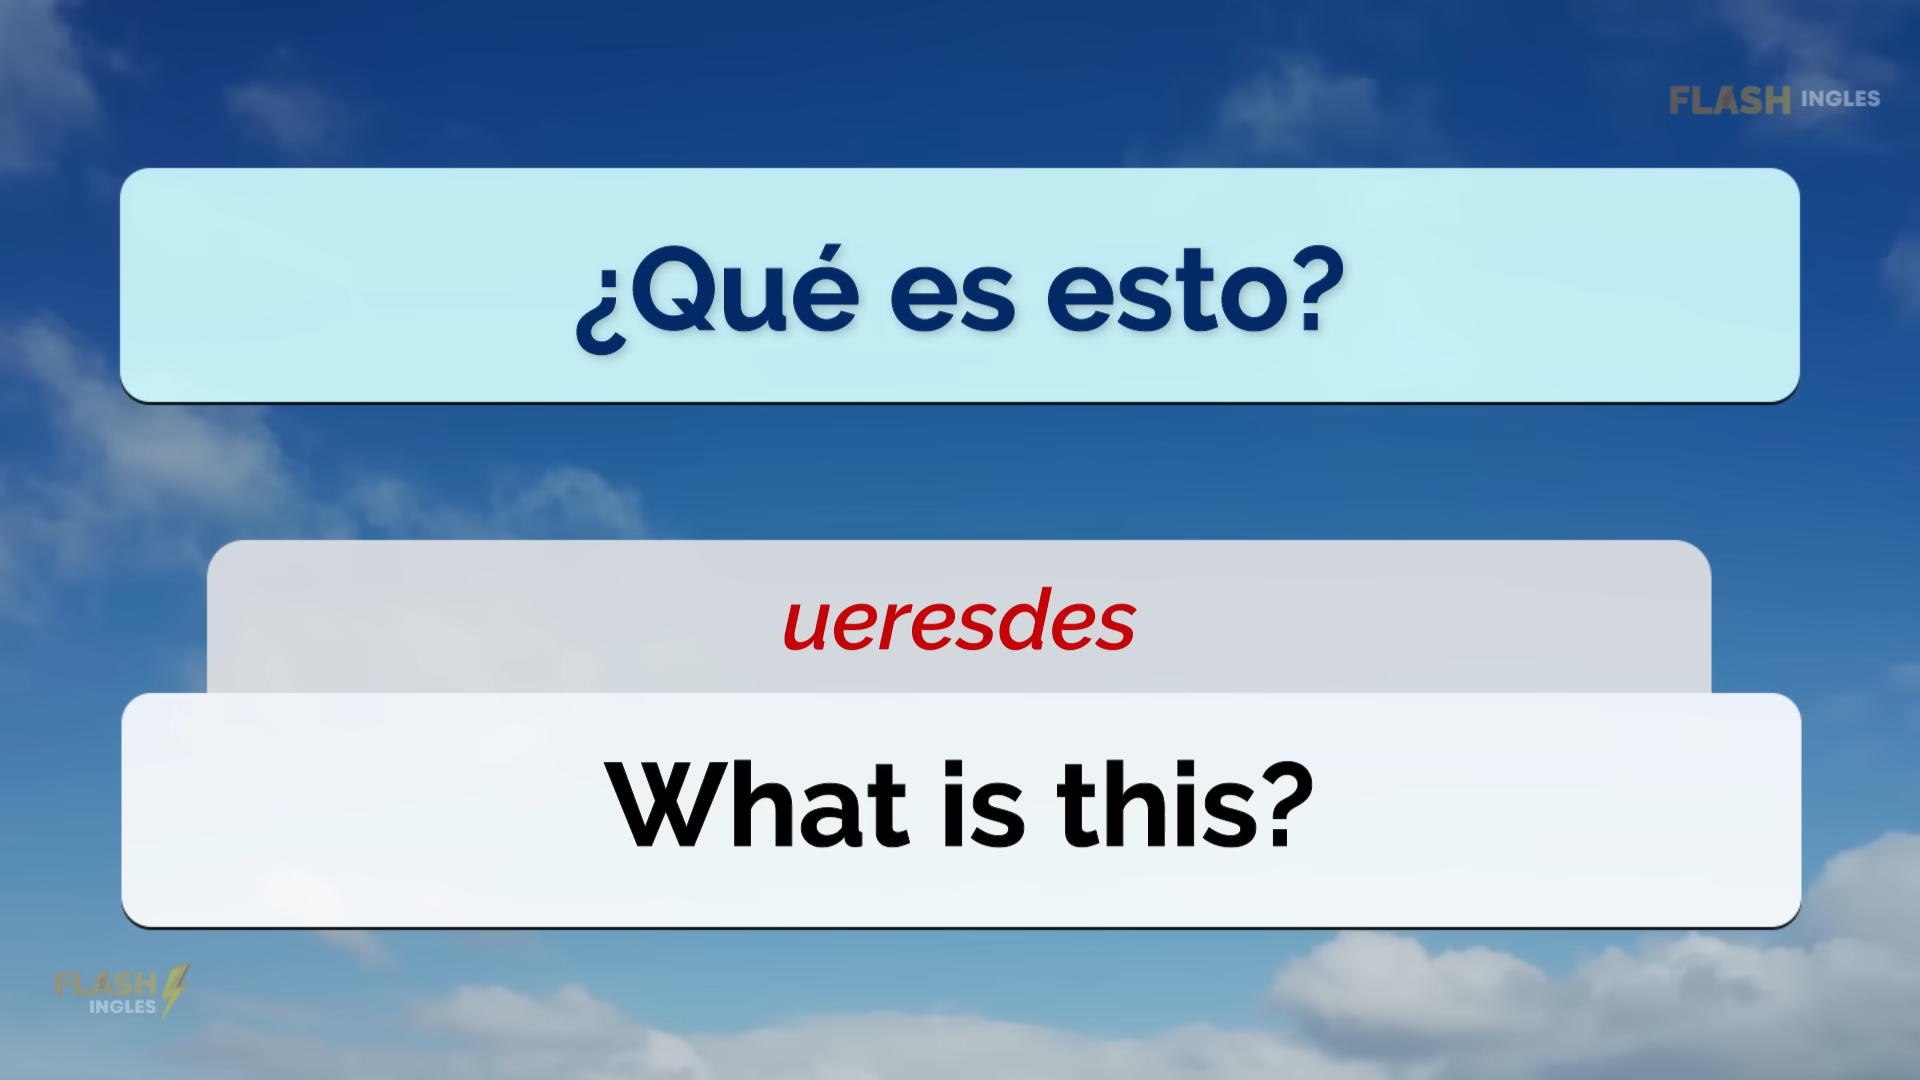 FLASH INGLES
¿Qué es esto?
ueresdes
What is this?
FLASH
INGLES